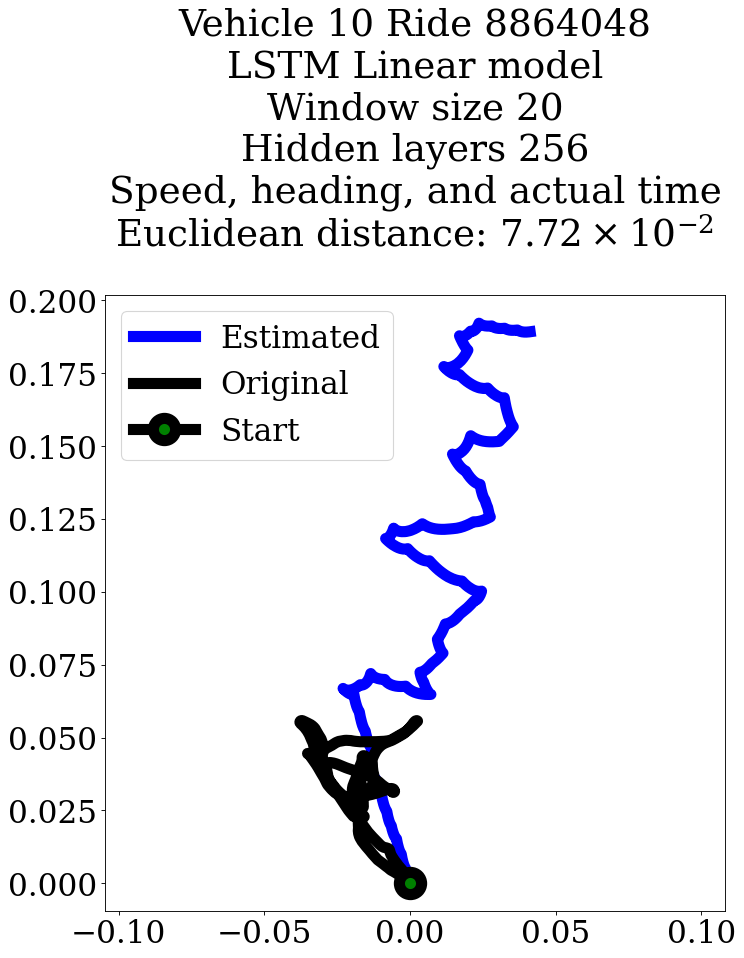 Vehicle 10 Ride 8864048
LSTM Linear model
Window size 20
Hidden layers 256
Speed, heading, and actual time
Euclidean distance: 7.72 × 10⁻²
Estimated
Original
Start
0.200
0.175
0.150
0.125
0.100
0.075
0.050
0.025
0.000
−0.10 −0.05 0.00 0.05 0.10